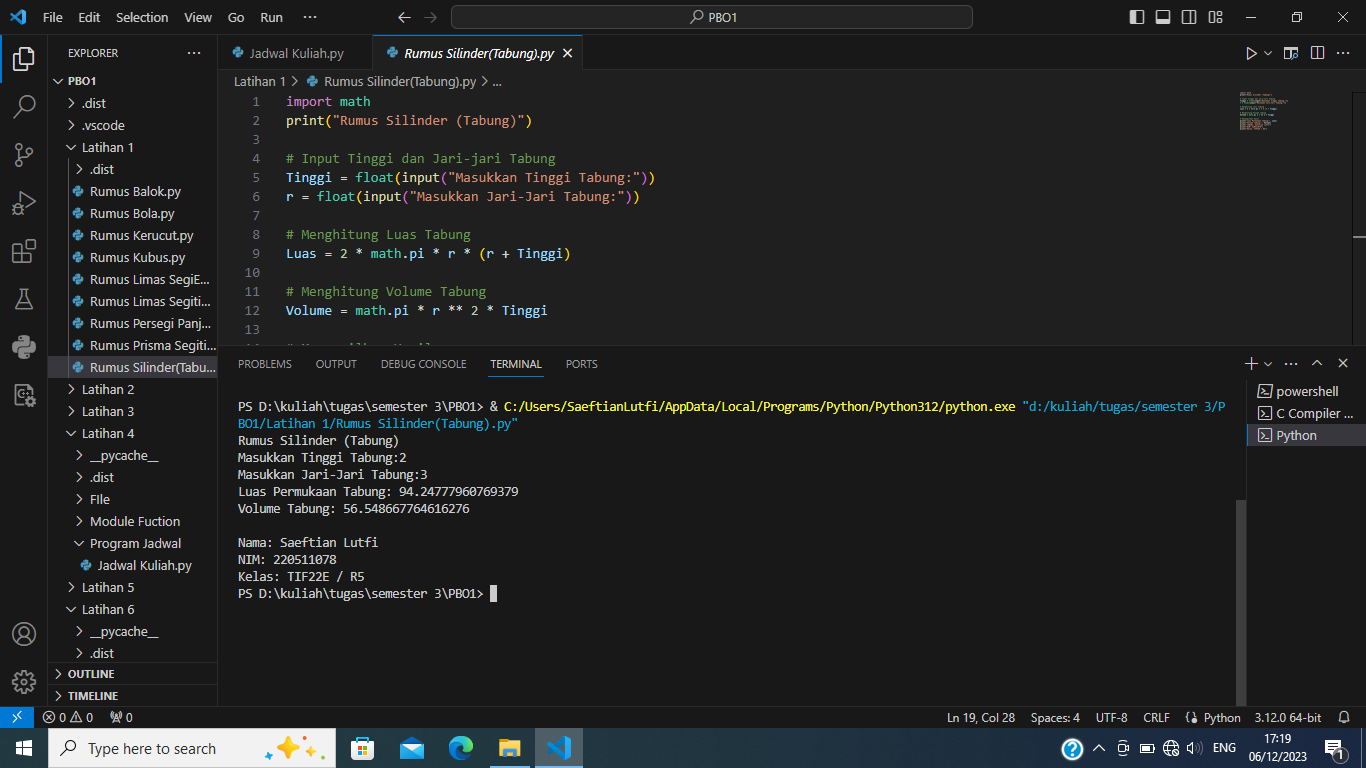 File Edit Selection View Go Run ···
PBO1
EXPLORER
PBO1
.dist
.vscode
Latihan 1
.dist
Rumus Balok.py
Rumus Bola.py
Rumus Kerucut.py
Rumus Kubus.py
Rumus Limas SegiE...
Rumus Limas Segiti...
Rumus Persegi Panj...
Rumus Prisma Segiti...
Rumus Silinder(Tabu...
Latihan 2
Latihan 3
Latihan 4
__pycache__
.dist
FIle
Module Fuction
Program Jadwal
Jadwal Kuliah.py
Latihan 5
Latihan 6
__pycache__
.dist
OUTLINE
TIMELINE
Jadwal Kuliah.py
Rumus Silinder(Tabung).py
Latihan 1 > Rumus Silinder(Tabung).py > ...
1 import math
2 print("Rumus Silinder (Tabung)")
3
4 # Input Tinggi dan Jari-jari Tabung
5 Tinggi = float(input("Masukkan Tinggi Tabung:"))
6 r = float(input("Masukkan Jari-Jari Tabung:"))
7
8 # Menghitung Luas Tabung
9 Luas = 2 * math.pi * r * (r + Tinggi)
10
11 # Menghitung Volume Tabung
12 Volume = math.pi * r ** 2 * Tinggi
13
PROBLEMS OUTPUT DEBUG CONSOLE TERMINAL PORTS
PS D:\kuliah\tugas\semester 3\PBO1> & C:/Users/SaeftianLutfi/AppData/Local/Programs/Python/Python312/python.exe "d:/kuliah/tugas/semester 3/P
BO1/Latihan 1/Rumus Silinder(Tabung).py"
Rumus Silinder (Tabung)
Masukkan Tinggi Tabung:2
Masukkan Jari-Jari Tabung:3
Luas Permukaan Tabung: 94.24777960769379
Volume Tabung: 56.548667764616276
Nama: Saeftian Lutfi
NIM: 220511078
Kelas: TIF22E / R5
PS D:\kuliah\tugas\semester 3\PBO1>
powershell
C Compiler ...
Python
0 0 0
Ln 19, Col 28 Spaces: 4 UTF-8 CRLF Python 3.12.0 64-bit
Type here to search
ENG
17:19
06/12/2023
1